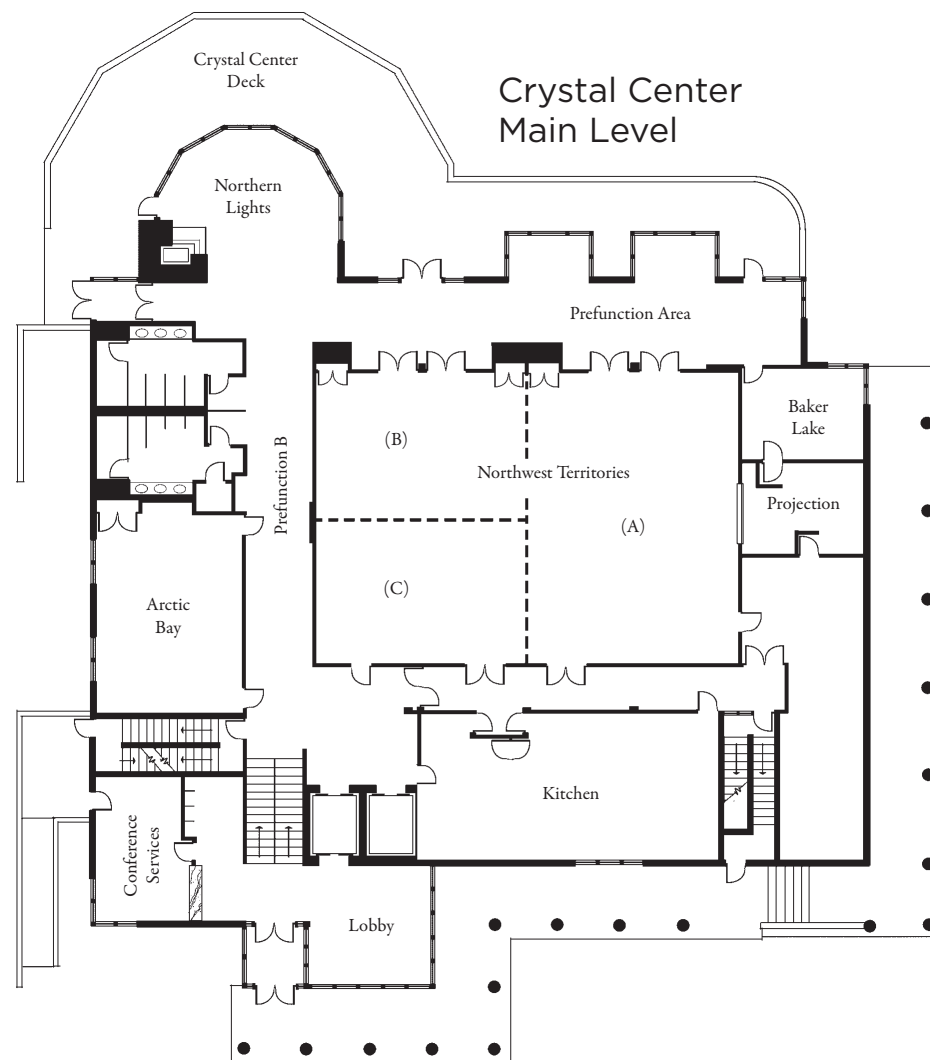 Crystal Center
Deck
Crystal Center
Main Level
Northern
Lights
Prefunction Area
Baker
Lake
(B)
Prefunction B
Northwest Territories
Projection
(A)
(C)
Arctic
Bay
Kitchen
Conference
Services
Lobby